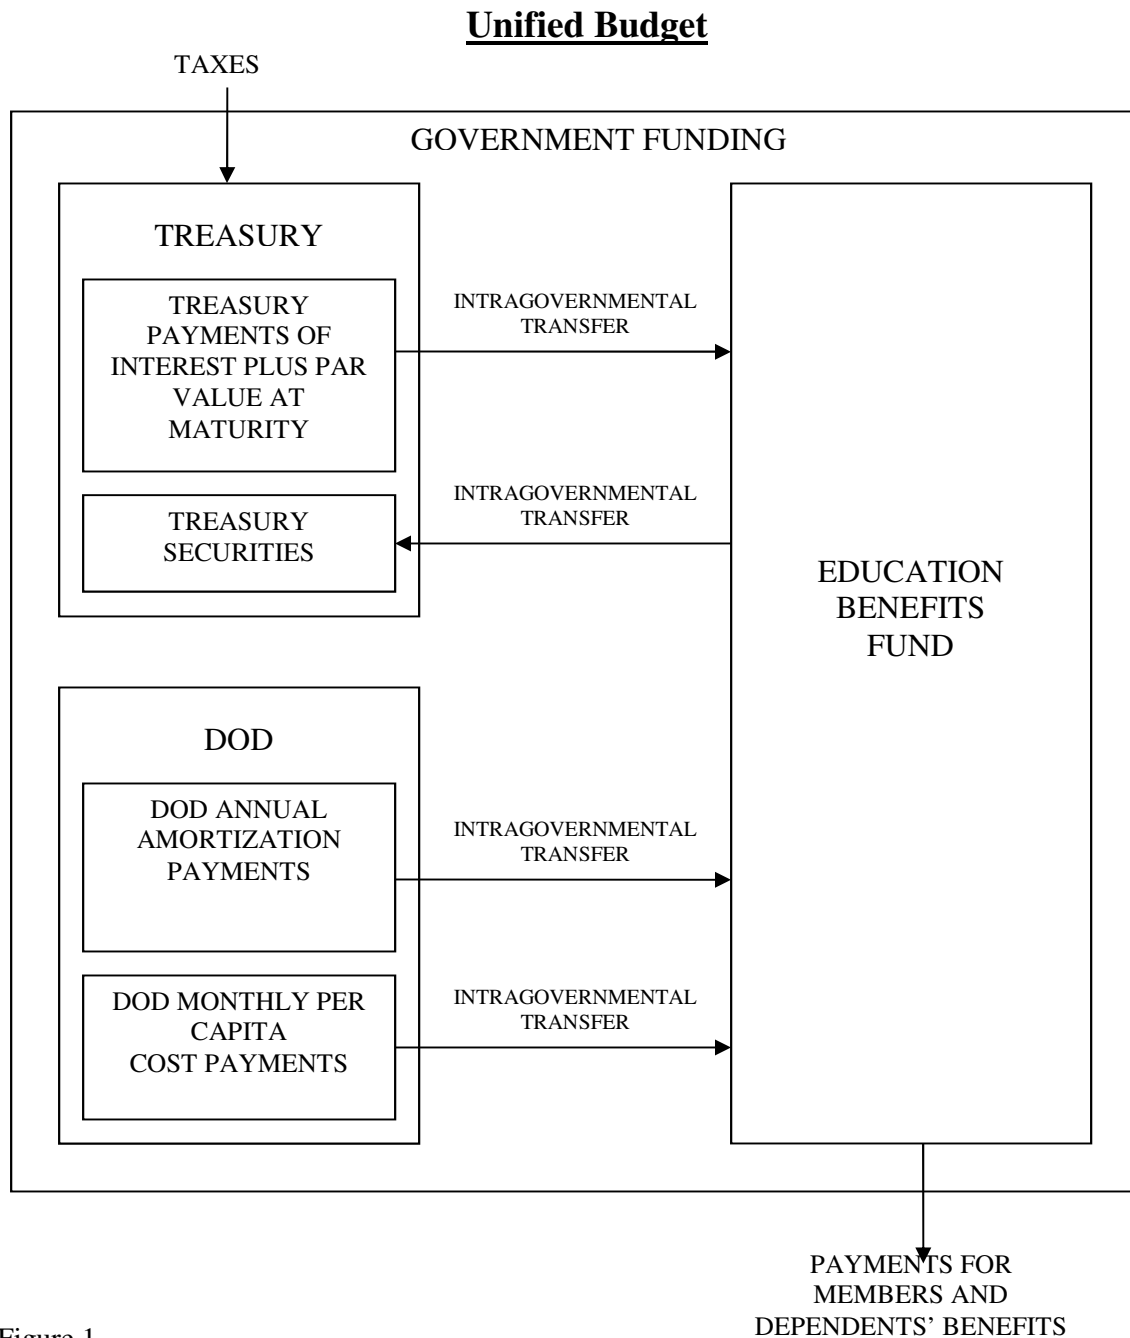 Unified Budget
TAXES
GOVERNMENT FUNDING
TREASURY
TREASURY
PAYMENTS OF
INTEREST PLUS PAR
VALUE AT
MATURITY
INTRAGOVERNMENTAL
TRANSFER
TREASURY
SECURITIES
INTRAGOVERNMENTAL
TRANSFER
EDUCATION
BENEFITS
FUND
DOD
DOD ANNUAL
AMORTIZATION
PAYMENTS
INTRAGOVERNMENTAL
TRANSFER
DOD MONTHLY PER
CAPITA
COST PAYMENTS
INTRAGOVERNMENTAL
TRANSFER
PAYMENTS FOR
MEMBERS AND
DEPENDENTS’ BENEFITS
Figure 1